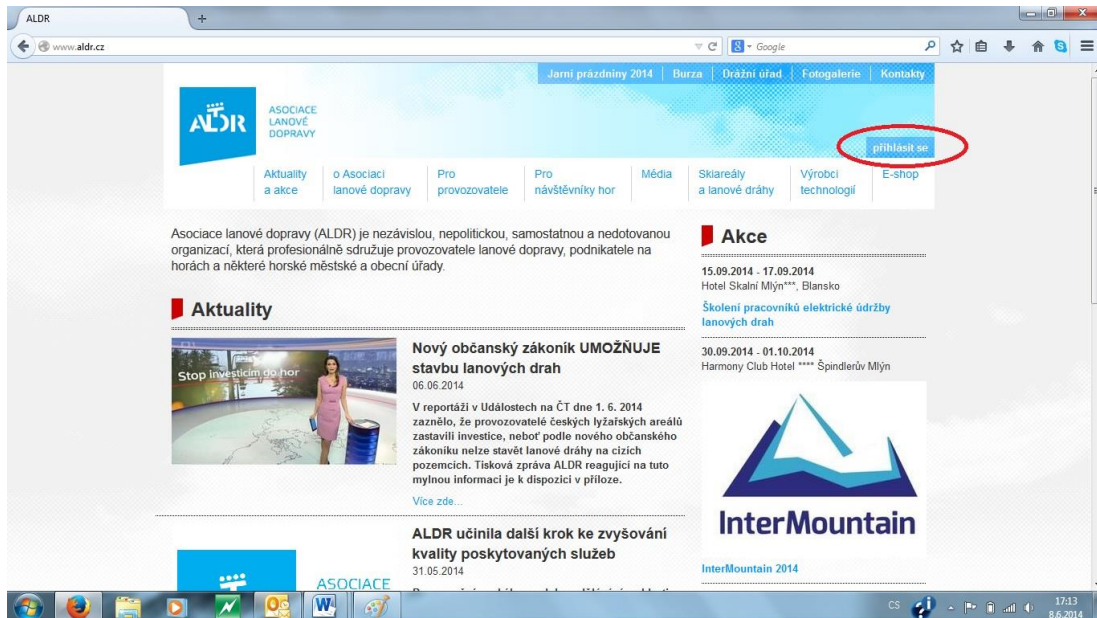 ALDR
www.aldr.cz
Google
Jarní prázdniny 2014 | Burza | Drážní úřad | Fotogalerie | Kontakty
ALDR
ASOCIACE
LANOVÉ
DOPRAVY
přihlásit se
Aktuality
a akce
o Asociaci
lanové dopravy
Pro
provozovatele
Pro
návštěvníky hor
Média
Skiareály
a lanové dráhy
Výrobci
technologií
E-shop
Asociace lanové dopravy (ALDR) je nezávislou, nepolitickou, samostatnou a nedotovanou
organizací, která profesionálně sdružuje provozovatele lanové dopravy, podnikatele na
horách a některé horské městské a obecní úřady.
Aktuality
Stop investicím do hor
Nový občanský zákoník UMOŽŇUJE
stavbu lanových drah
06.06.2014
V reportáži v Událostech na ČT dne 1. 6. 2014
zaznělo, že provozovatelé českých lyžařských areálů
zastavili investice, neboť podle nového občanského
zákoníku nelze stavět lanové dráhy na cizích
pozemcích. Tisková zpráva ALDR reagující na tuto
mylnou informaci je k dispozici v příloze.
Více zde...
ASOCIACE
ALDR učinila další krok ke zvyšování
kvality poskytovaných služeb
31.05.2014
Akce
15.09.2014 - 17.09.2014
Hotel Skalní Mlýn***, Blansko
Školení pracovníků elektrické údržby
lanových drah
30.09.2014 - 01.10.2014
Harmony Club Hotel **** Špindlerův Mlýn
InterMountain
InterMountain 2014
CS
17:13
8.6.2014